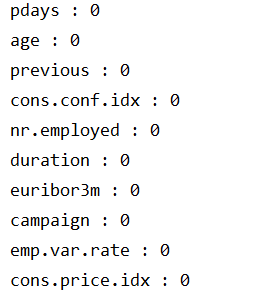 pdays : 0
age : 0
previous : 0
cons.conf.idx : 0
nr.employed : 0
duration : 0
euribor3m : 0
campaign : 0
emp.var.rate : 0
cons.price.idx : 0